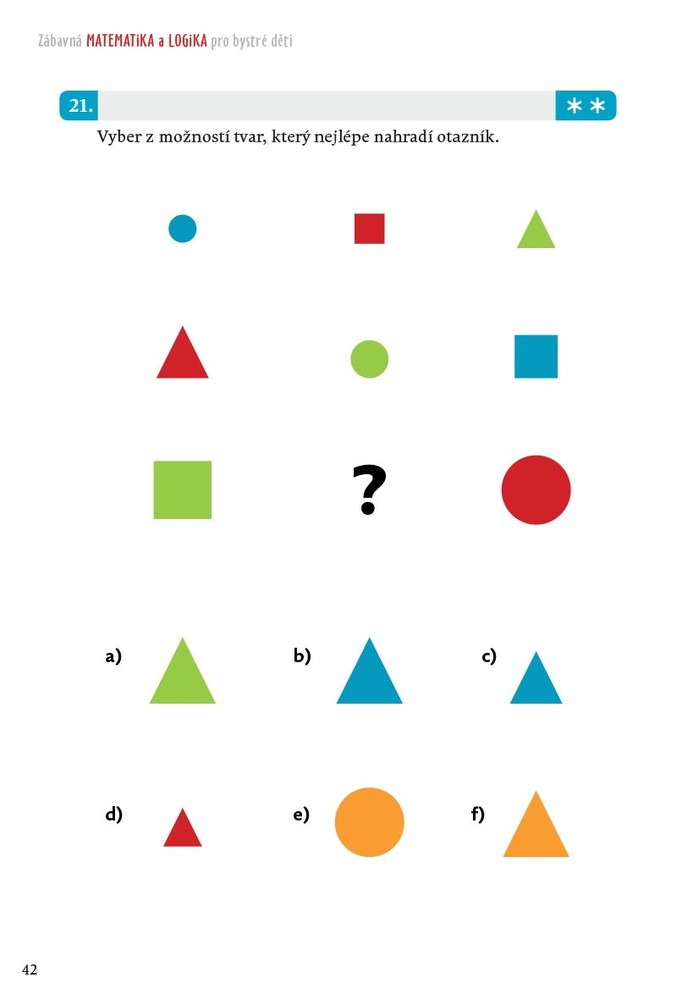 Zábavná MATEMATiKA a LOGiKA pro bystré děti
21.
**
Vyber z možností tvar, který nejlépe nahradí otazník.
?
a)
b)
c)
d)
e)
f)
42